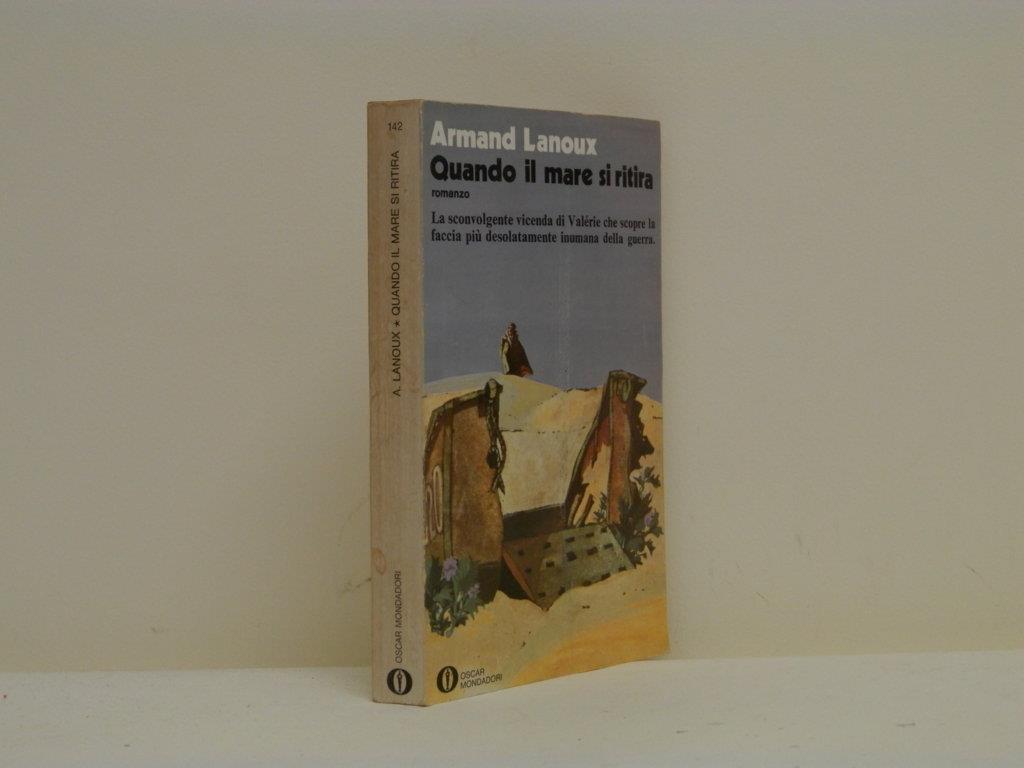 142
A. LANOUX ★ QUANDO IL MARE SI RITIRA
OSCAR MONDADORI
Armand Lanoux
Quando il mare si ritira
romanzo
La sconvolgente vicenda di Valérie che scopre la
faccia più desolatamente inumana della guerra.
20
OSCAR
MONDADORI